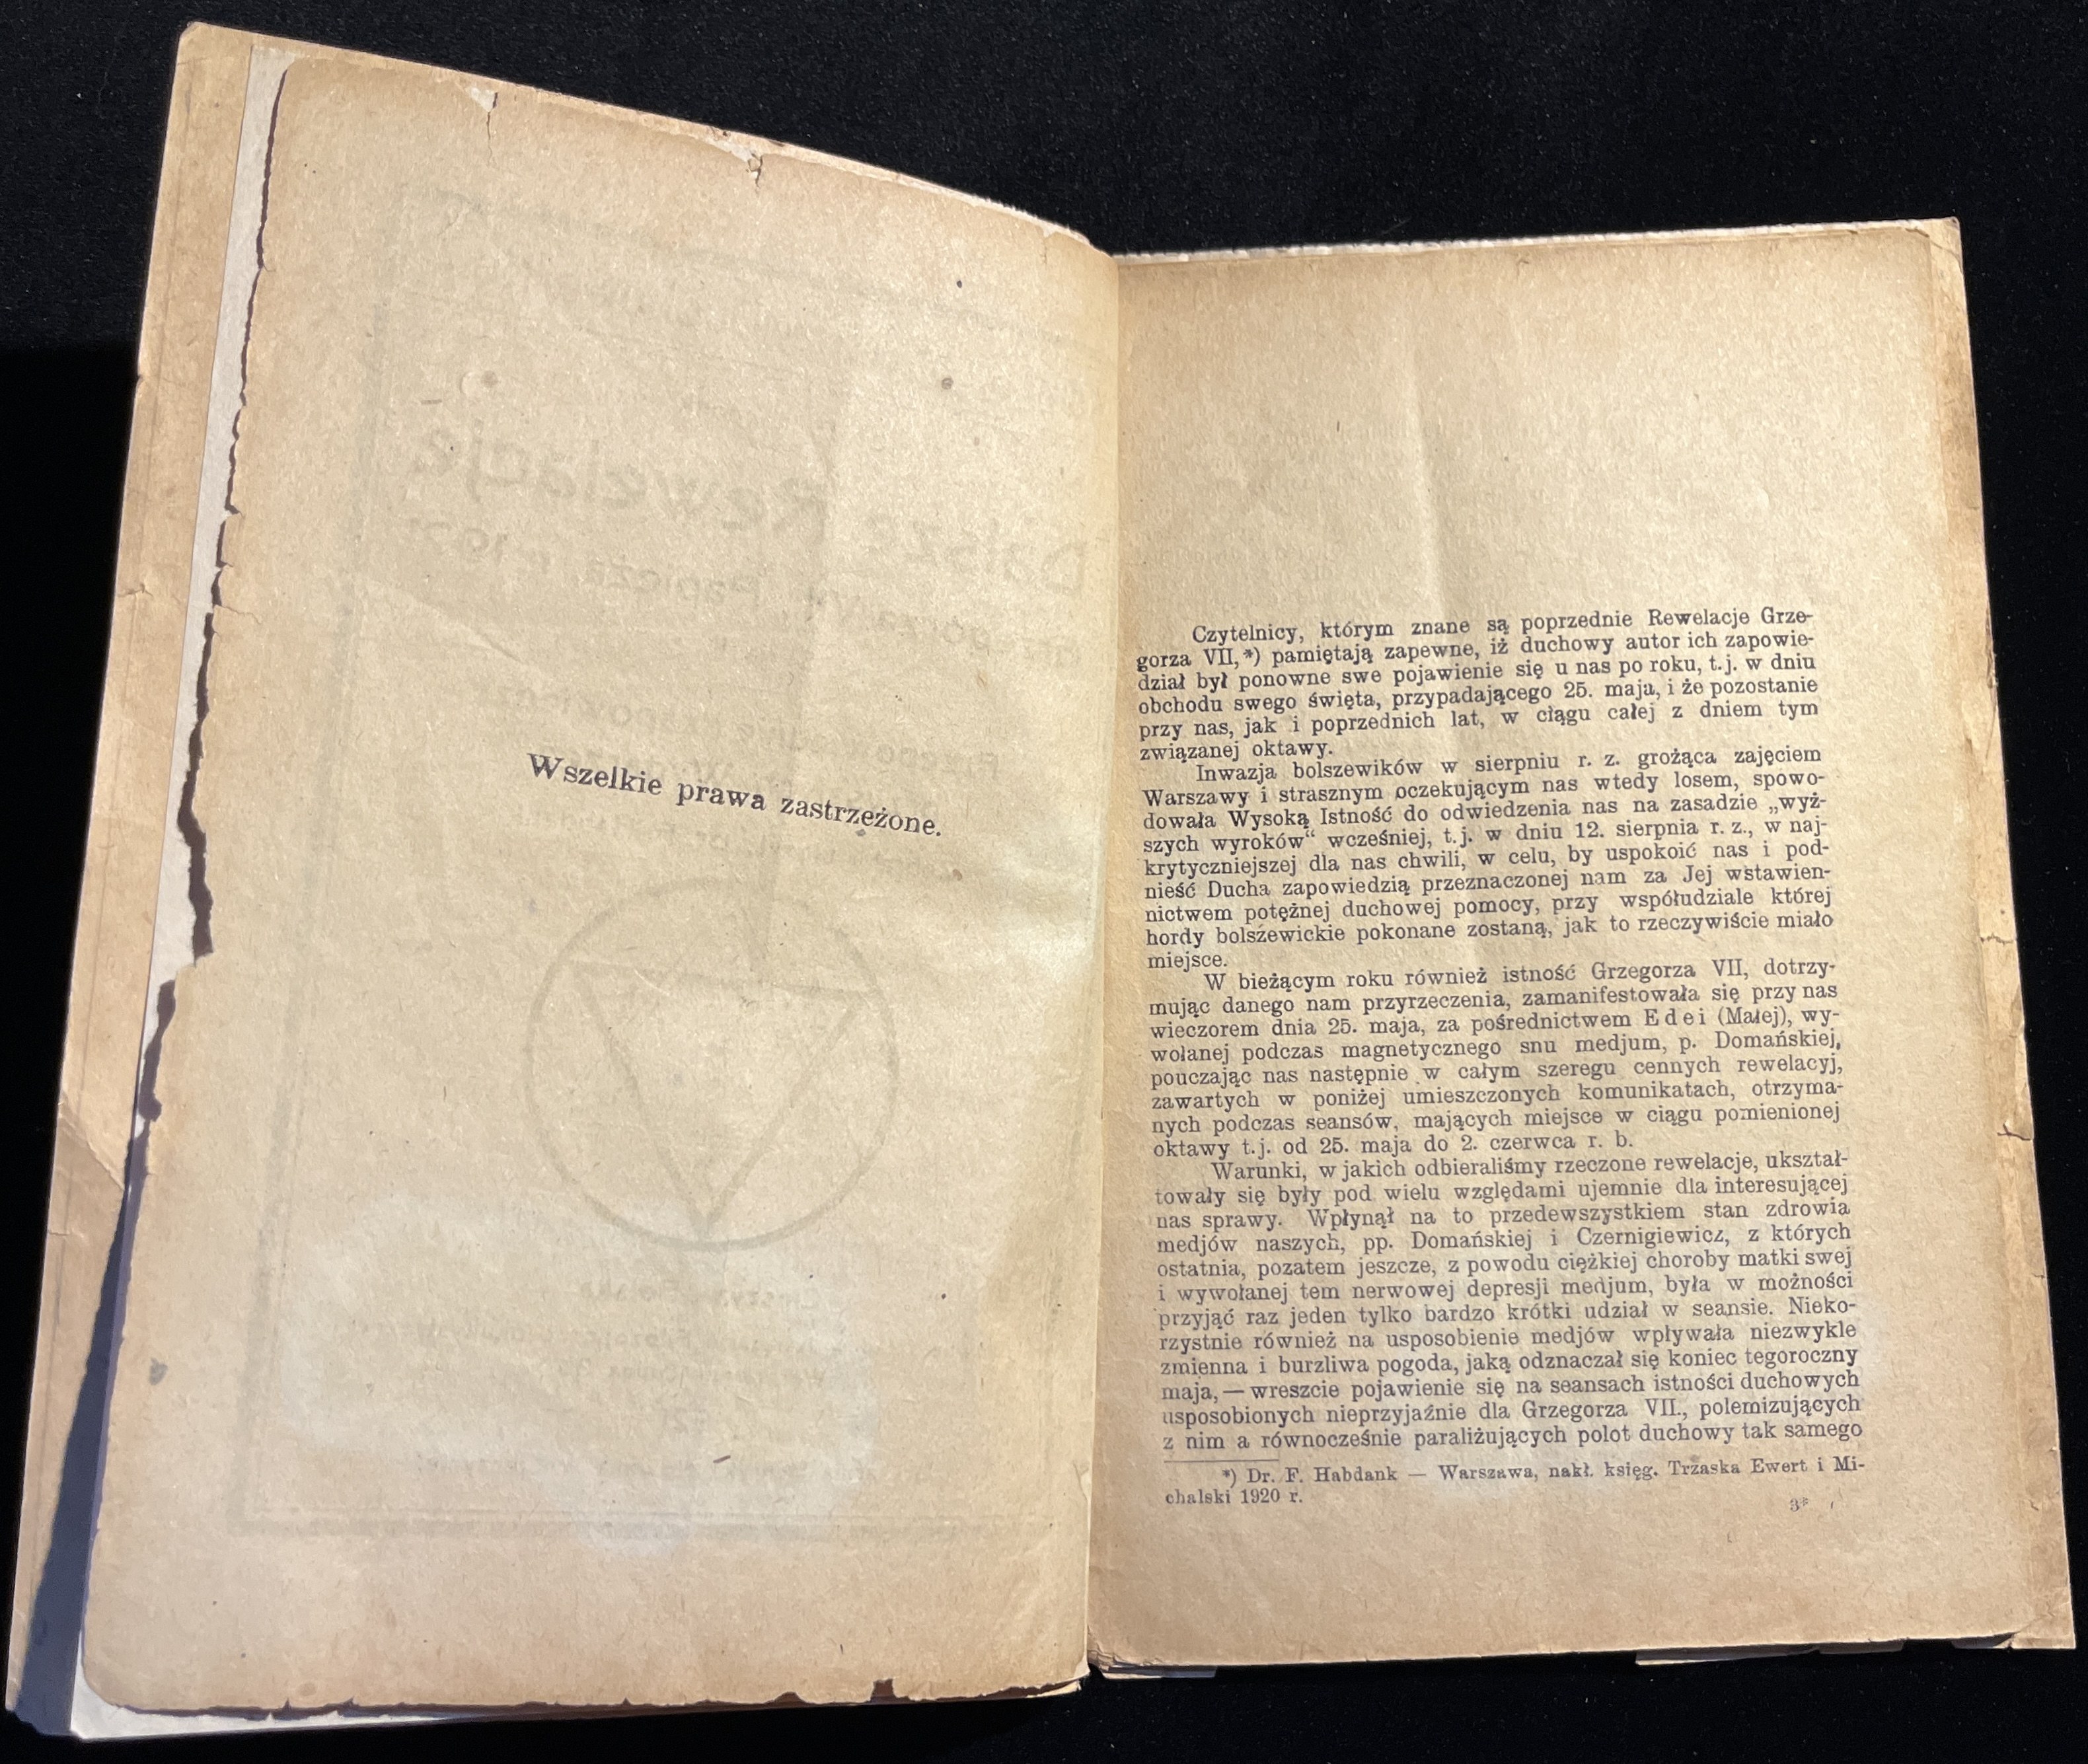 Wszelkie prawa zastrzeżone.
Czytelnicy, którym znane są poprzednie Rewelacje Grze-
gorza VII,*) pamiętają zapewne, iż duchowy autor ich zapowie-
dział był ponowne swe pojawienie się u nas po roku, t.j. w dniu
obchodu swego święta, przypadającego 25. maja, i że pozostanie
przy nas, jak i poprzednich lat, w ciągu całej z dniem tym
związanej oktawy.
Inwazja bolszewików w sierpniu r. z. grożąca zajęciem
Warszawy i strasznym oczekującym nas wtedy losem, spowo-
dowała Wysoką Istność do odwiedzenia nas na zasadzie „wyż-
szych wyroków“ wcześniej, t.j. w dniu 12. sierpnia r. z., w naj-
krytyczniejszej dla nas chwili, w celu, by uspokoić nas i pod-
nieść Ducha zapowiedzią przeznaczonej nam za Jej wstawien-
nictwem potężnej duchowej pomocy, przy współudziale której
hordy bolszewickie pokonane zostaną, jak to rzeczywiście miało
miejsce.
W bieżącym roku również istność Grzegorza VII, dotrzy-
mując danego nam przyrzeczenia, zamanifestowała się przy nas
wieczorem dnia 25. maja, za pośrednictwem Edei (Małej), wy-
wołanej podczas magnetycznego snu medjum, p. Domańskiej,
pouczając nas następnie w całym szeregu cennych rewelacyj,
zawartych w poniżej umieszczonych komunikatach, otrzyma-
nych podczas seansów, mających miejsce w ciągu pomienionej
oktawy t.j. od 25. maja do 2. czerwca r. b.
Warunki, w jakich odbieraliśmy rzeczone rewelacje, ukształ-
towały się były pod wielu względami ujemnie dla interesującej
nas sprawy. Wpłynął na to przedewszystkiem stan zdrowia
medjów naszych, pp. Domańskiej i Czernigiewicz, z których
ostatnia, pozatem jeszcze, z powodu ciężkiej choroby matki swej
i wywołanej tem nerwowej depresji medjum, była w możności
przyjąć raz jeden tylko bardzo krótki udział w seansie. Nieko-
rzystnie również na usposobienie medjów wpływała niezwykle
zmienna i burzliwa pogoda, jaką odznaczał się koniec tegoroczny
maja, — wreszcie pojawienie się na seansach istności duchowych
usposobionych nieprzyjaźnie dla Grzegorza VII., polemizujących
z nim a równocześnie paraliżujących polot duchowy tak samego
*) Dr. F. Habdank — Warszawa, nakł. księg. Trzaska Ewert i Mi-
chalski 1920 r.
3*